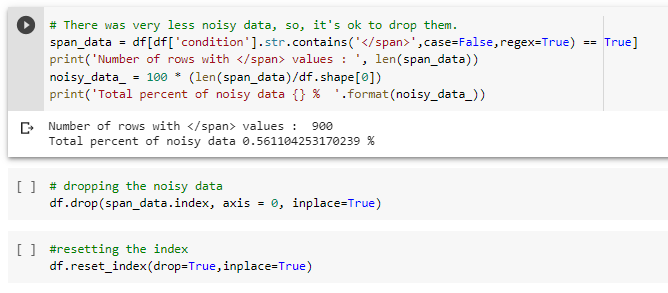 # There was very less noisy data, so, it's ok to drop them.
span_data = df[df['condition'].str.contains('</span>',case=False,regex=True) == True]
print('Number of rows with </span> values : ', len(span_data))
noisy_data_ = 100 * (len(span_data)/df.shape[0])
print('Total percent of noisy data {} %  '.format(noisy_data_))
Number of rows with </span> values :  900
Total percent of noisy data 0.561104253170239 %
[ ] # dropping the noisy data
df.drop(span_data.index, axis = 0, inplace=True)
[ ] #resetting the index
df.reset_index(drop=True,inplace=True)